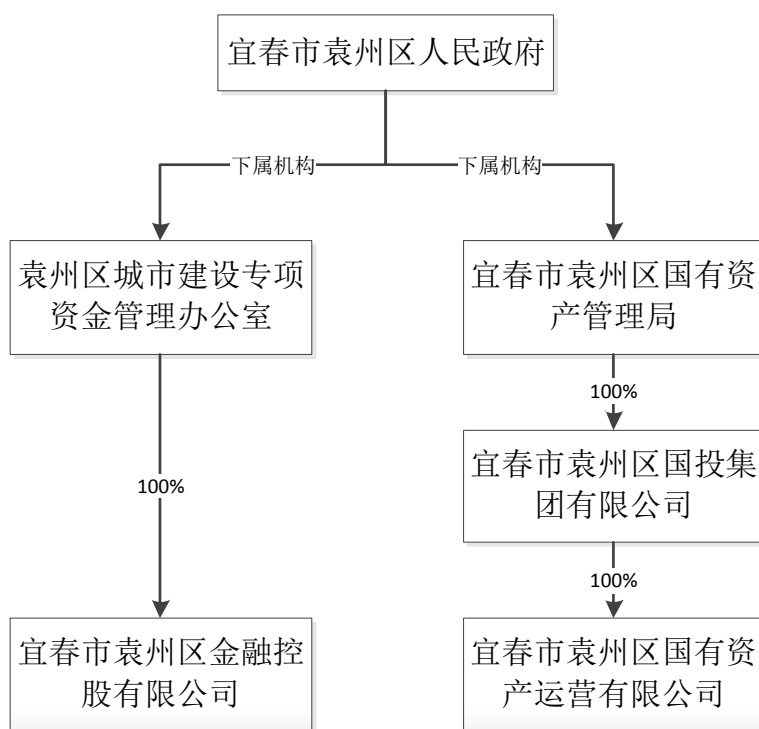 宜春市袁州区人民政府
下属机构
下属机构
袁州区城市建设专项
资金管理办公室
宜春市袁州区国有资
产管理局
100%
宜春市袁州区国投集
团有限公司
100%
100%
宜春市袁州区金融控
股有限公司
宜春市袁州区国有资
产运营有限公司